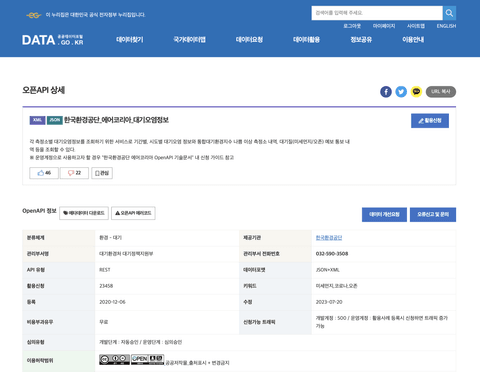 이 누리집은 대한민국 공식 전자정부 누리집입니다.
검색어를 입력해 주세요.
로그아웃 마이페이지 사이트맵 ENGLISH
DATA 공공데이터포털
. GO . KR
데이터찾기 국가데이터맵 데이터요청 데이터활용 정보공유 이용안내
오픈API 상세
URL 복사
XML JSON 한국환경공단_에어코리아_대기오염정보
활용신청
각 측정소별 대기오염정보를 조회하기 위한 서비스로 기간별, 시도별 대기오염 정보와 통합대기환경지수 나쁨 이상 측정소 내역, 대기질(미세먼지/오존) 예보 통보 내
역 등을 조회할 수 있다.
※ 운영계정으로 사용하고자 할 경우 "한국환경공단 에어코리아 OpenAPI 기술문서" 내 신청 가이드 참고
46 22 관심
OpenAPI 정보 메타데이터 다운로드 오픈API 에러코드
데이터 개선요청 오류신고 및 문의
분류체계 환경 - 대기 제공기관 한국환경공단
관리부서명 대기환경처 대기정책지원부 관리부서 전화번호 032-590-3508
API 유형 REST 데이터포맷 JSON+XML
활용신청 23458 키워드 미세먼지,코로나,오존
등록 2020-12-06 수정 2023-07-20
비용부과유무 무료 신청가능 트래픽 개발계정 : 500 / 운영계정 : 활용사례 등록시 신청하면 트래픽 증가
가능
심의유형 개발단계 : 자동승인 / 운영단계 : 심의승인
이용허락범위 OPEN 공공저작물_출처표시 + 변경금지